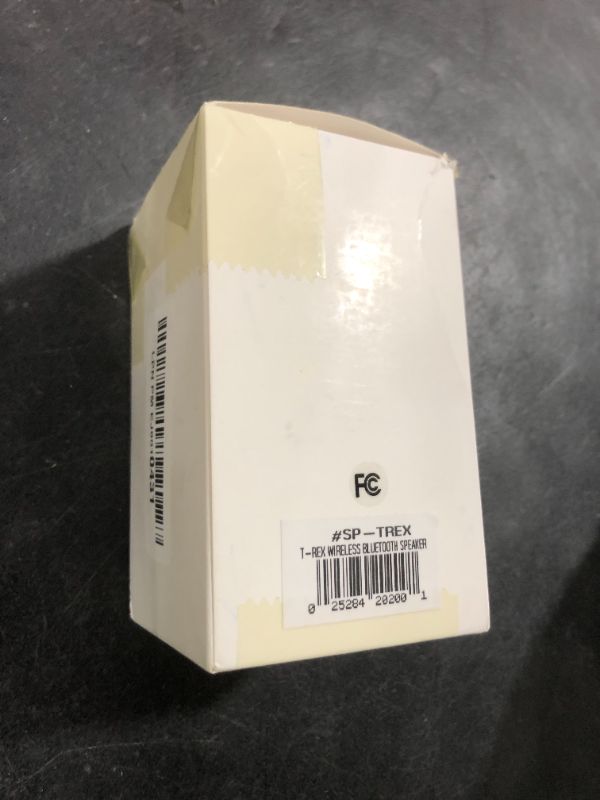 FC
#SP-TREX
T-REX WIRELESS BLUETOOTH SPEAKER
0 25284 20200 1